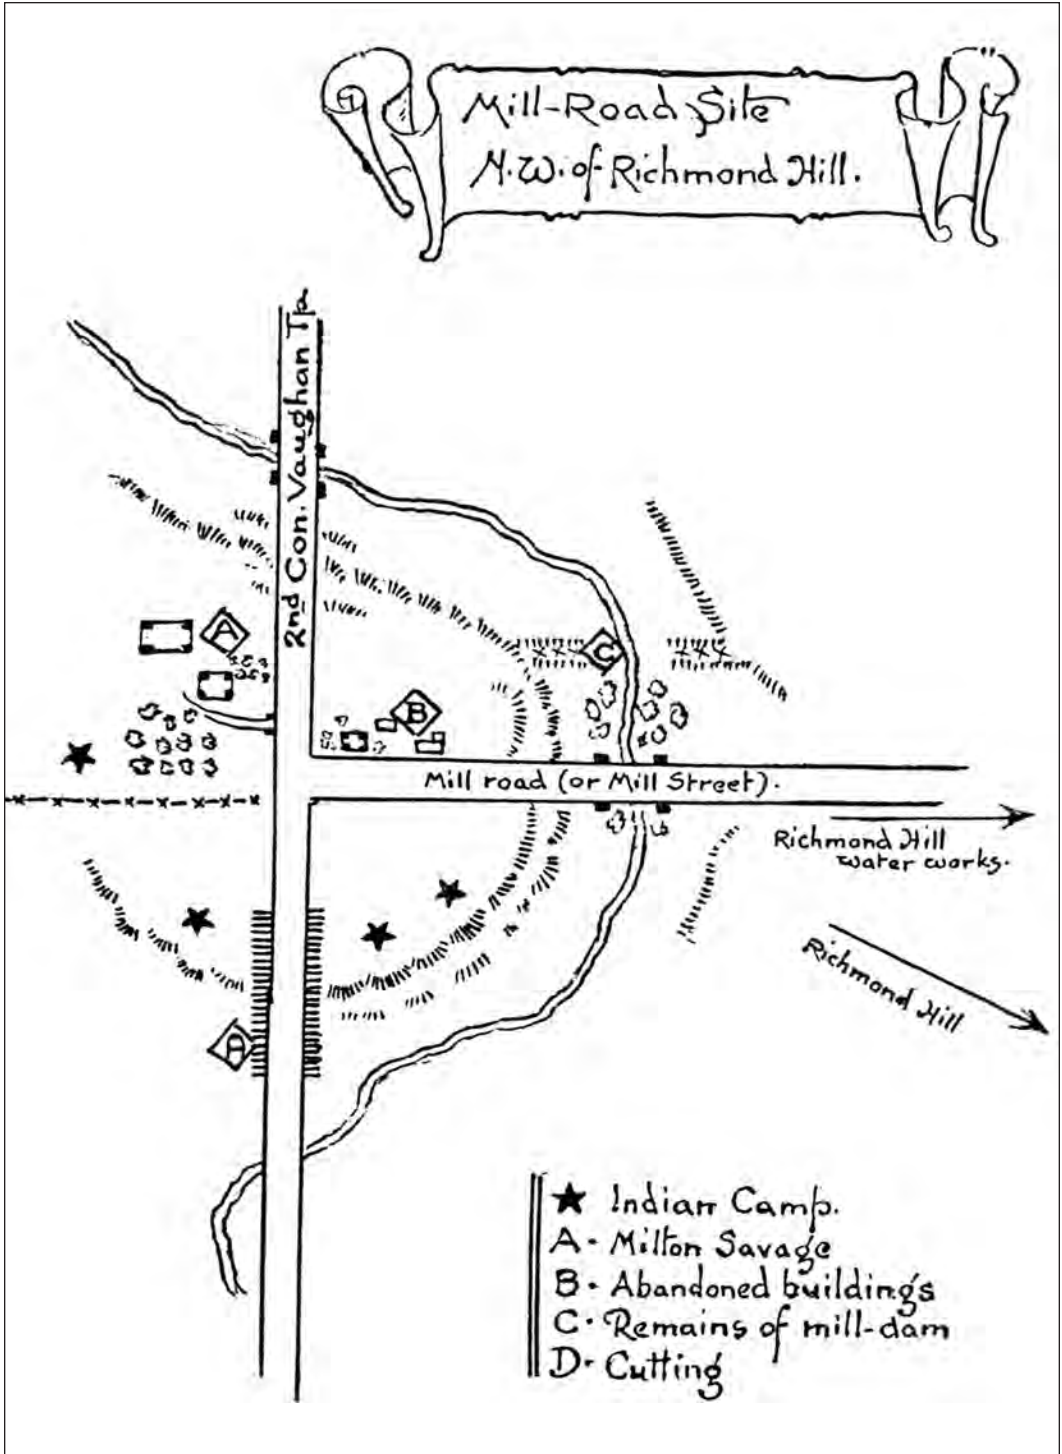 Mill-Road Site
N.W. of Richmond Hill.
2nd Con. Vaughan Tp.
A
B
C
Mill road (or Mill Street).
Richmond Hill
water works.
Richmond Hill
D
★ Indian Camp.
A - Milton Savage
B - Abandoned buildings
C - Remains of mill-dam
D - Cutting